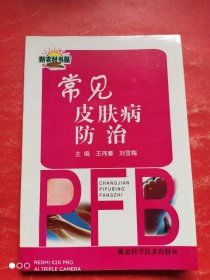 新农村书屋
常见
皮肤病
防治
主编 王玮蓁 刘雪梅
PFB
CHANGJIAN
PIFUBING
FANGZHI
湖北科学技术出版社
REDMI K30 PRO
AI TRIPLE CAMERA